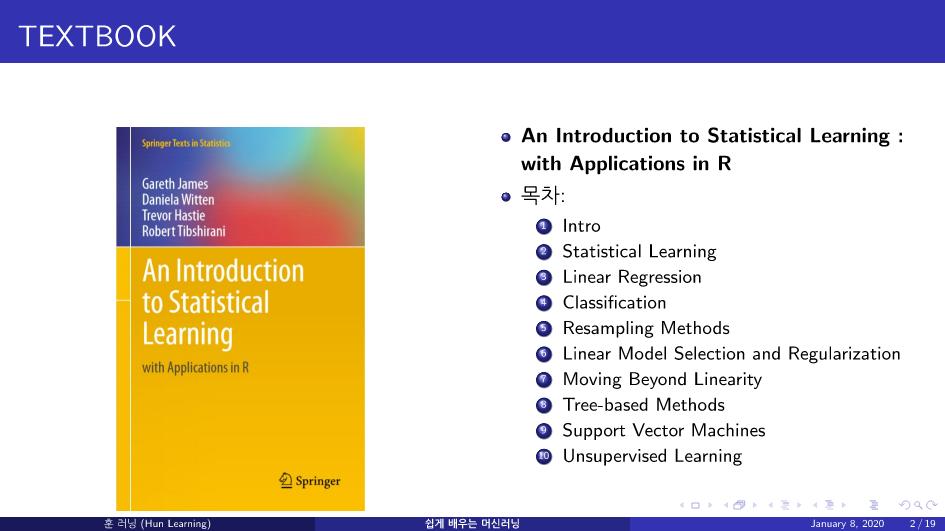 TEXTBOOK
Springer Texts in Statistics
Gareth James
Daniela Witten
Trevor Hastie
Robert Tibshirani
An Introduction
to Statistical
Learning
with Applications in R
Springer
An Introduction to Statistical Learning :
with Applications in R
목차:
1 Intro
2 Statistical Learning
3 Linear Regression
4 Classification
5 Resampling Methods
6 Linear Model Selection and Regularization
7 Moving Beyond Linearity
8 Tree-based Methods
9 Support Vector Machines
10 Unsupervised Learning
훈 러닝 (Hun Learning) 쉽게 배우는 머신러닝 January 8, 2020 2 / 19